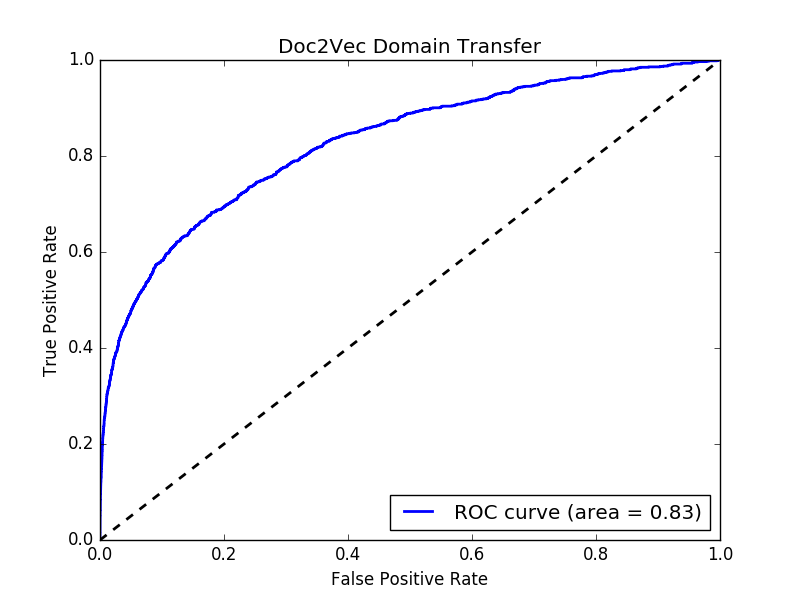 Doc2Vec Domain Transfer
1.0
0.8
0.6
0.4
0.2
0.0
True Positive Rate
ROC curve (area = 0.83)
0.0 0.2 0.4 0.6 0.8 1.0
False Positive Rate